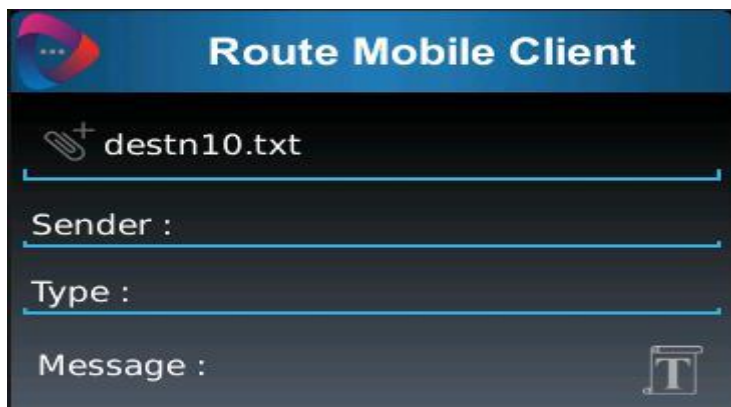 Route Mobile Client
destn10.txt
Sender :
Type :
Message :
T